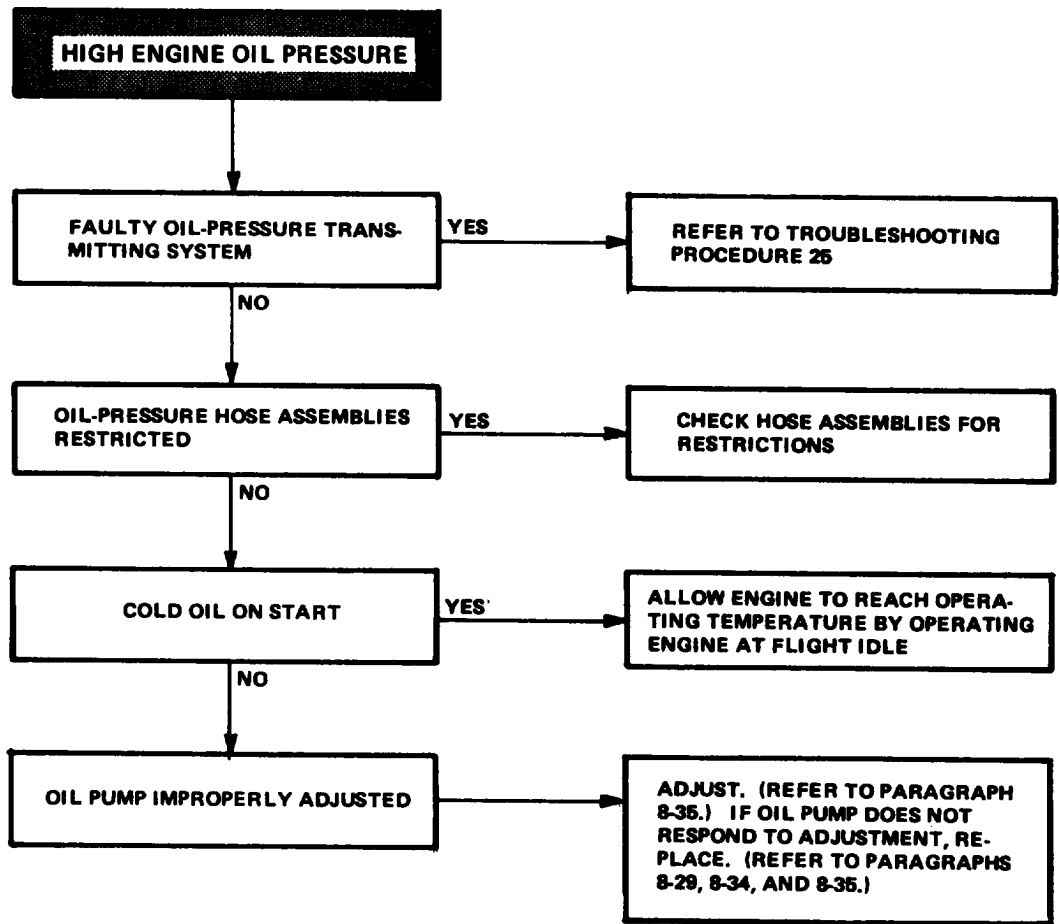 HIGH ENGINE OIL PRESSURE
FAULTY OIL-PRESSURE TRANS-
MITTING SYSTEM
YES
REFER TO TROUBLESHOOTING
PROCEDURE 25
NO
OIL-PRESSURE HOSE ASSEMBLIES
RESTRICTED
YES
CHECK HOSE ASSEMBLIES FOR
RESTRICTIONS
NO
COLD OIL ON START
YES
ALLOW ENGINE TO REACH OPERA-
TING TEMPERATURE BY OPERATING
ENGINE AT FLIGHT IDLE
NO
OIL PUMP IMPROPERLY ADJUSTED
ADJUST. (REFER TO PARAGRAPH
8-35.) IF OIL PUMP DOES NOT
RESPOND TO ADJUSTMENT, RE-
PLACE. (REFER TO PARAGRAPHS
8-29, 8-34, AND 8-35.)